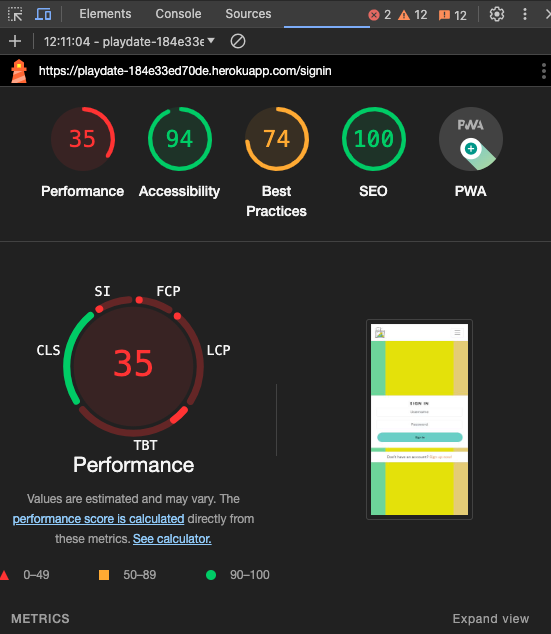 Elements Console Sources 2 12 12
12:11:04 - playdate-184e33e
https://playdate-184e33ed70de.herokuapp.com/signin
35 94 74 100 PWA
Performance Accessibility Best Practices SEO PWA
SI FCP
CLS LCP
35
TBT
Performance
Values are estimated and may vary. The
performance score is calculated directly from
these metrics. See calculator.
0–49 50–89 90–100
SIGN IN
Username
Password
Sign In
Don't have an account? Sign up now!
METRICS Expand view